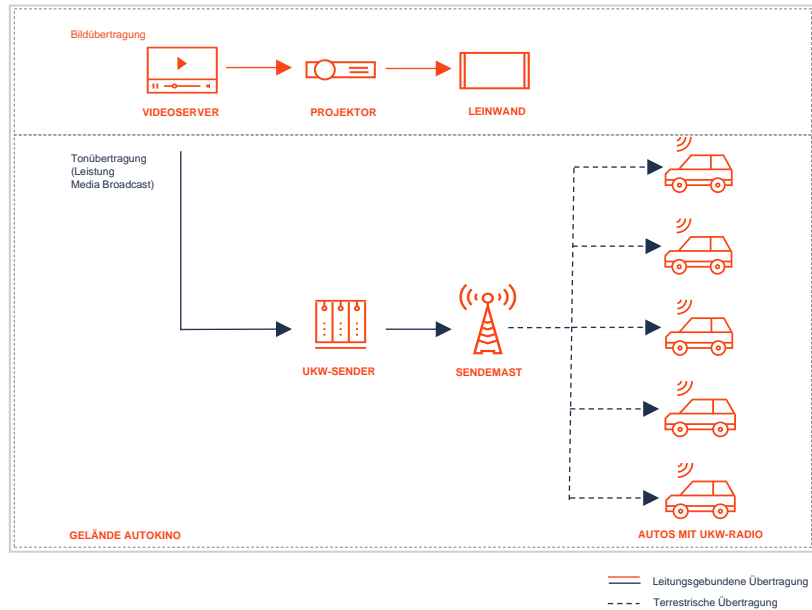 Bildübertragung
VIDEOSERVER
PROJEKTOR
LEINWAND
Tonübertragung
(Leistung
Media Broadcast)
UKW-SENDER
SENDEMAST
GELÄNDE AUTOKINO
AUTOS MIT UKW-RADIO
Leitungsgebundene Übertragung
Terrestrische Übertragung